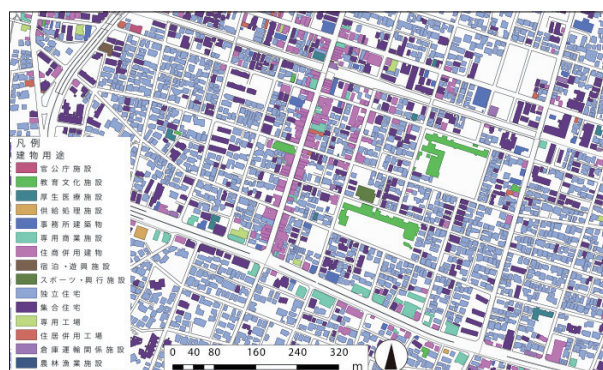 凡例
建物用途
官公庁施設
教育文化施設
厚生医療施設
供給処理施設
事務所建築物
専用商業施設
住商併用建物
宿泊・遊興施設
スポーツ・興行施設
独立住宅
集合住宅
専用工場
住居併用工場
倉庫運輸関係施設
農林漁業施設
0 40 80 160 240 320
m